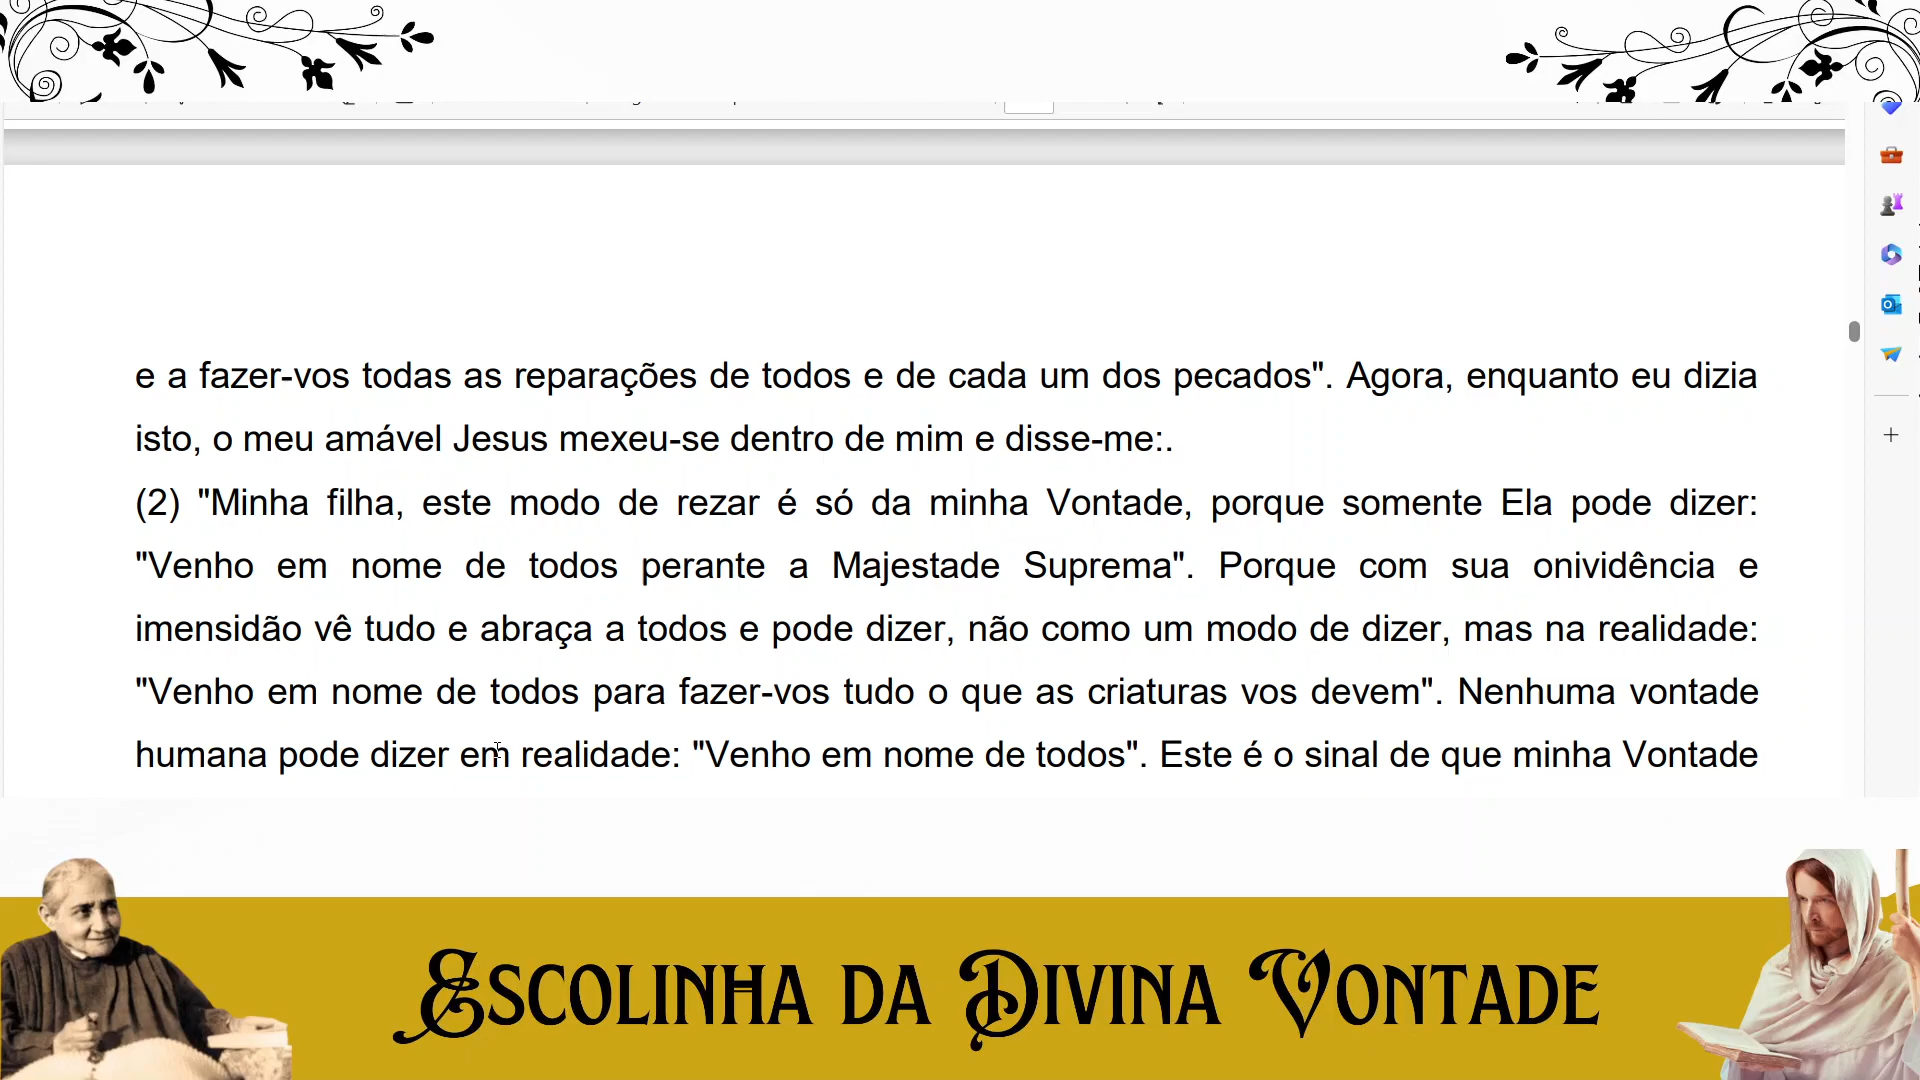 e a fazer-vos todas as reparações de todos e de cada um dos pecados". Agora, enquanto eu dizia
isto, o meu amável Jesus mexeu-se dentro de mim e disse-me:.
(2) "Minha filha, este modo de rezar é só da minha Vontade, porque somente Ela pode dizer:
"Venho em nome de todos perante a Majestade Suprema". Porque com sua onividência e
imensidão vê tudo e abraça a todos e pode dizer, não como um modo de dizer, mas na realidade:
"Venho em nome de todos para fazer-vos tudo o que as criaturas vos devem". Nenhuma vontade
humana pode dizer em realidade: "Venho em nome de todos". Este é o sinal de que minha Vontade
Escolinha da Divina Vontade